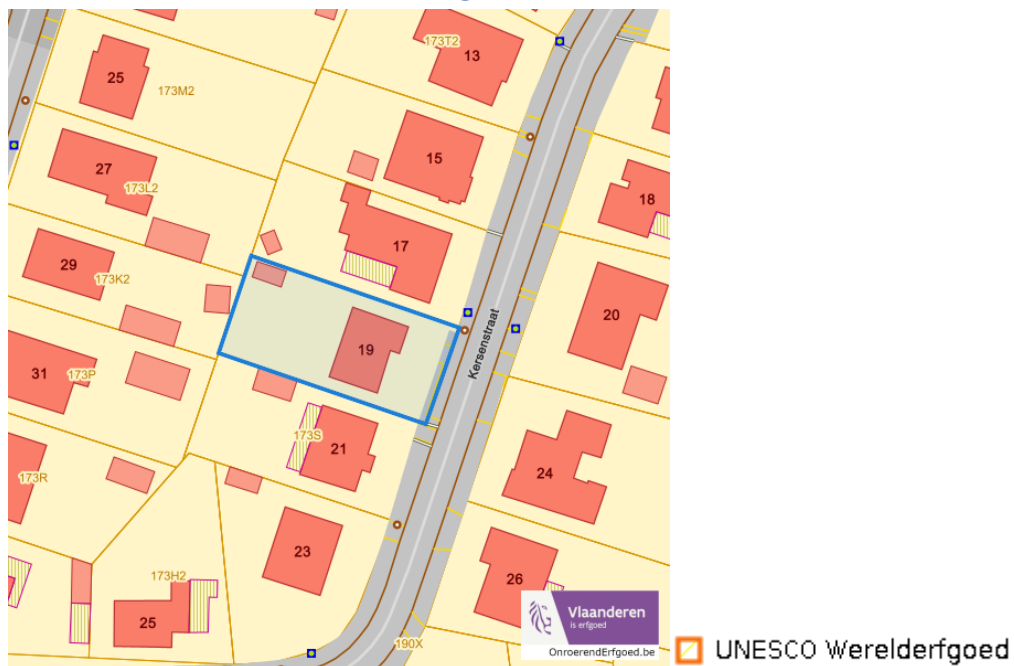 173T2
13
25
173M2
15
27
173L2
18
17
29
173K2
20
Kersenstraat
19
31
173P
173S
21
24
173R
23
26
173H2
25
190X
Vlaanderen
is erfgoed
OnroerendErfgoed.be
UNESCO Werelderfgoed